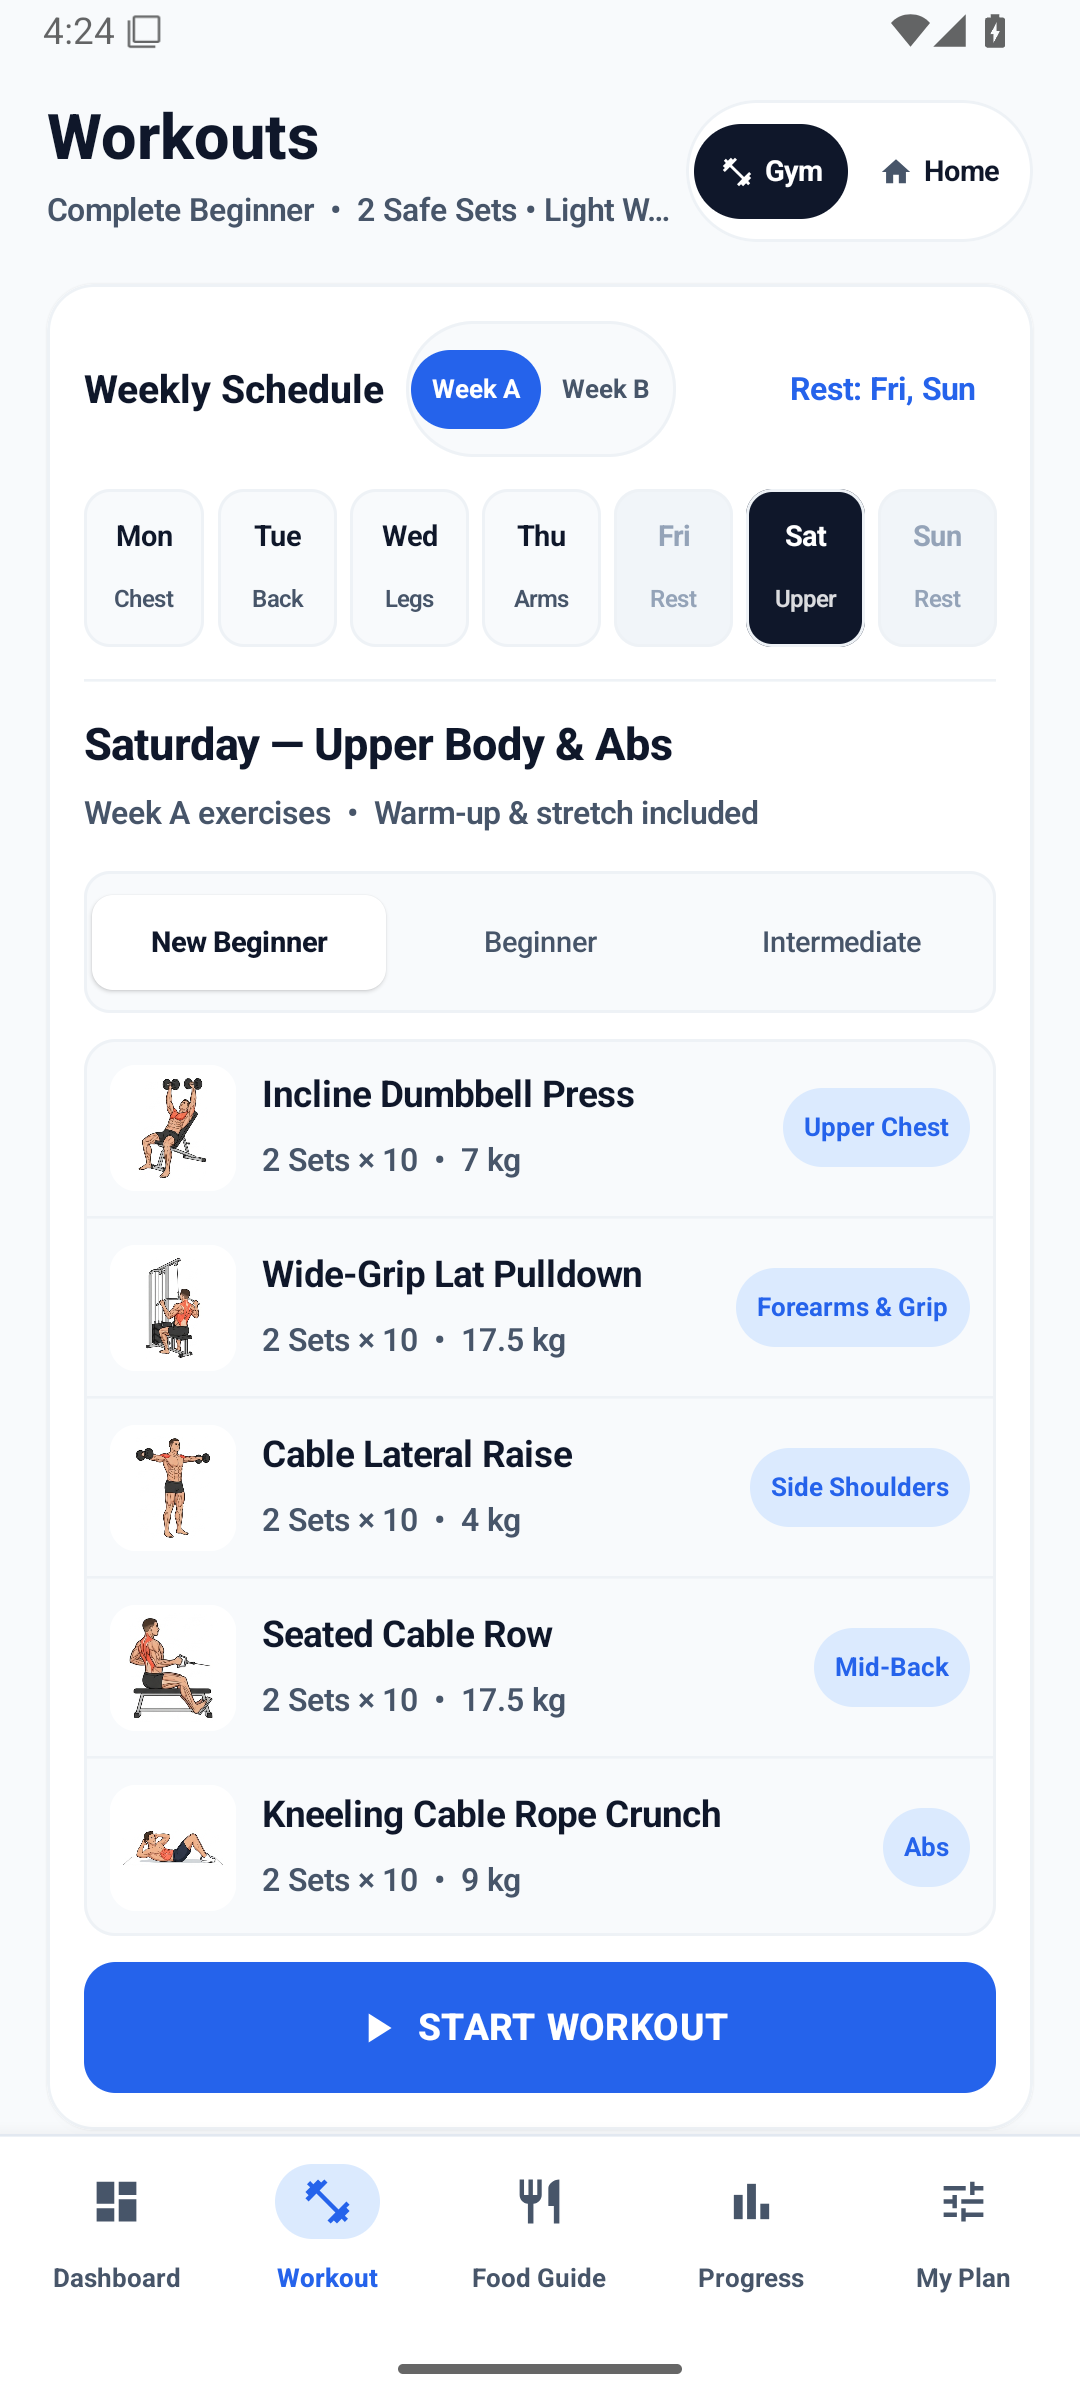 4:24
Workouts
Complete Beginner • 2 Safe Sets • Light W...
Gym
Home
Weekly Schedule
Week A
Week B
Rest: Fri, Sun
Mon
Chest
Tue
Back
Wed
Legs
Thu
Arms
Fri
Rest
Sat
Upper
Sun
Rest
Saturday — Upper Body & Abs
Week A exercises • Warm-up & stretch included
New Beginner
Beginner
Intermediate
Incline Dumbbell Press
2 Sets × 10 • 7 kg
Upper Chest
Wide-Grip Lat Pulldown
2 Sets × 10 • 17.5 kg
Forearms & Grip
Cable Lateral Raise
2 Sets × 10 • 4 kg
Side Shoulders
Seated Cable Row
2 Sets × 10 • 17.5 kg
Mid-Back
Kneeling Cable Rope Crunch
2 Sets × 10 • 9 kg
Abs
START WORKOUT
Dashboard
Workout
Food Guide
Progress
My Plan